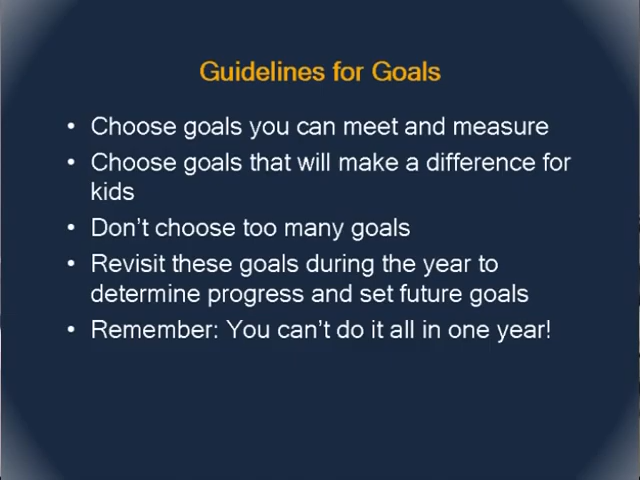 Guidelines for Goals
• Choose goals you can meet and measure
• Choose goals that will make a difference for
kids
• Don’t choose too many goals
• Revisit these goals during the year to
determine progress and set future goals
• Remember: You can’t do it all in one year!